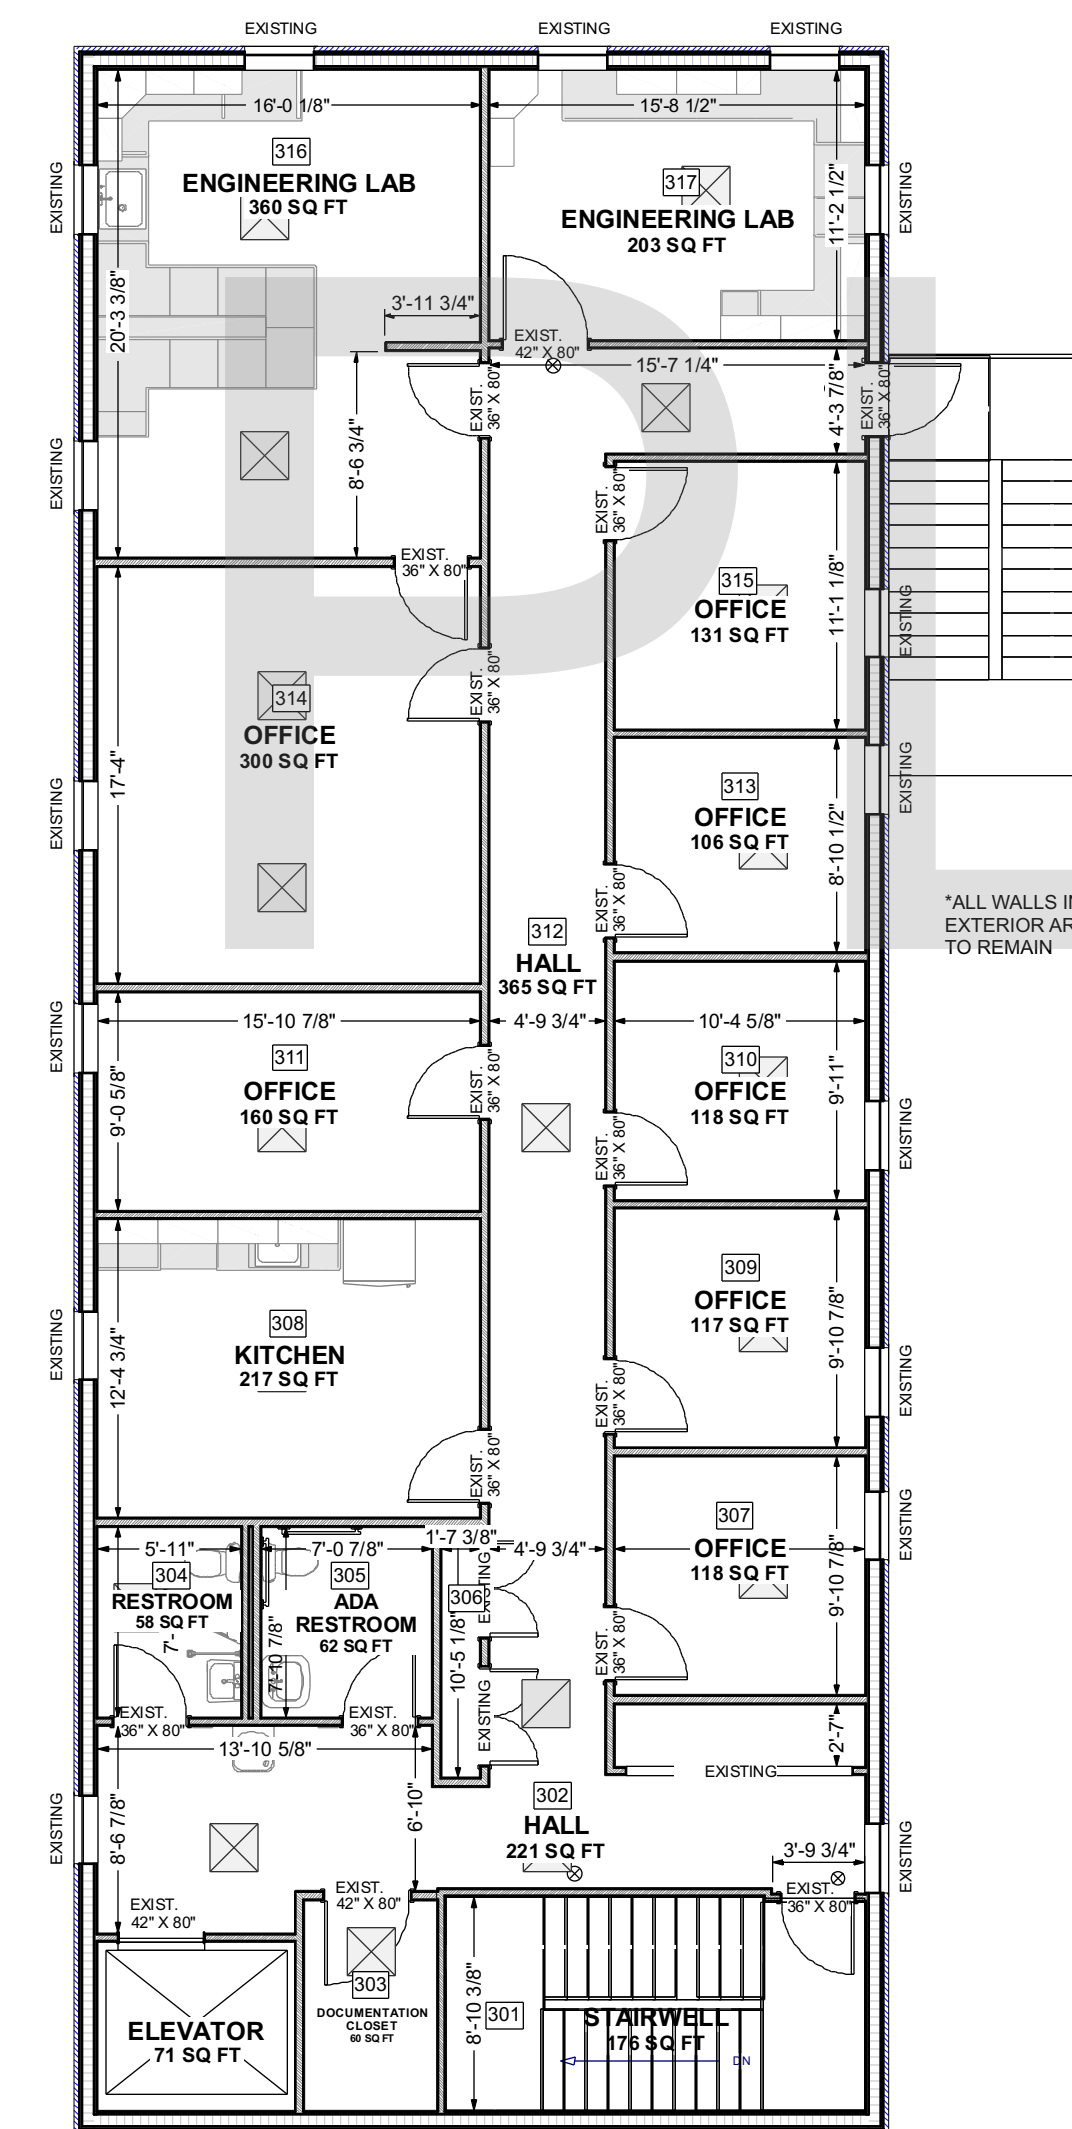 EXISTING
EXISTING
EXISTING
16'-0 1/8"
15'-8 1/2"
316
ENGINEERING LAB
360 SQ FT
317
ENGINEERING LAB
203 SQ FT
EXISTING
EXISTING
11'-2 1/2"
20'-3 3/8"
3'-11 3/4"
EXIST.
42" X 80"
15'-7 1/4"
EXIST.
36" X 80"
4'-3 7/8"
EXIST.
36" X 80"
8'-6 3/4"
EXISTING
EXIST.
36" X 80"
EXIST.
36" X 80"
315
OFFICE
131 SQ FT
11'-1 1/8"
EXISTING
EXIST.
36" X 80"
314
OFFICE
300 SQ FT
17'-4"
EXISTING
313
OFFICE
106 SQ FT
8'-10 1/2"
EXISTING
EXIST.
36" X 80"
*ALL WALLS IN
EXTERIOR AR
TO REMAIN
312
HALL
365 SQ FT
15'-10 7/8"
4'-9 3/4"
10'-4 5/8"
311
OFFICE
160 SQ FT
9'-0 5/8"
EXISTING
EXIST.
36" X 80"
310
OFFICE
118 SQ FT
9'-11"
EXISTING
EXIST.
36" X 80"
308
KITCHEN
217 SQ FT
12'-4 3/4"
EXISTING
EXIST.
36" X 80"
309
OFFICE
117 SQ FT
9'-10 7/8"
EXISTING
EXIST.
36" X 80"
307
OFFICE
118 SQ FT
9'-10 7/8"
EXISTING
EXIST.
36" X 80"
1'-7 3/8"
5'-11"
7'-0 7/8"
4'-9 3/4"
304
RESTROOM
58 SQ FT
7'-
305
ADA
RESTROOM
62 SQ FT
7'-10 7/8"
306
10'-5 1/8"
EXISTING
EXISTING
EXIST.
36" X 80"
EXIST.
36" X 80"
13'-10 5/8"
2'-7"
EXISTING
8'-6 7/8"
6'-10"
EXISTING
302
HALL
221 SQ FT
3'-9 3/4"
EXISTING
EXIST.
42" X 80"
EXIST.
42" X 80"
EXIST.
36" X 80"
ELEVATOR
71 SQ FT
303
DOCUMENTATION
CLOSET
60 SQ FT
8'-10 3/8"
301
STAIRWELL
176 SQ FT
DN